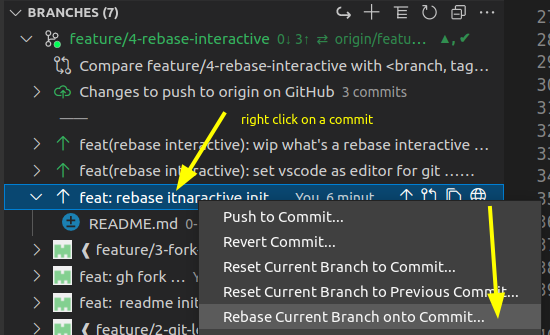 BRANCHES (7)
feature/4-rebase-interactive 0↓ 3↑ ⇄ origin/featu... ▲, ✓
Compare feature/4-rebase-interactive with <branch, tag...
Changes to push to origin on GitHub 3 commits
right click on a commit
feat(rebase interactive): wip what's a rebase interactive ...
feat(rebase interactive): set vscode as editor for git ......
feat: rebase itnaractive init You, 6 minut
README.md 0-
Push to Commit...
❰ feature/3-fork
Revert Commit...
feat: gh fork ...
Reset Current Branch to Commit...
feat: readme init
Reset Current Branch to Previous Commit...
❰ feature/2-git-l
Rebase Current Branch onto Commit...
27
28
29
30
31
32
33
34
35
36
37
38
39